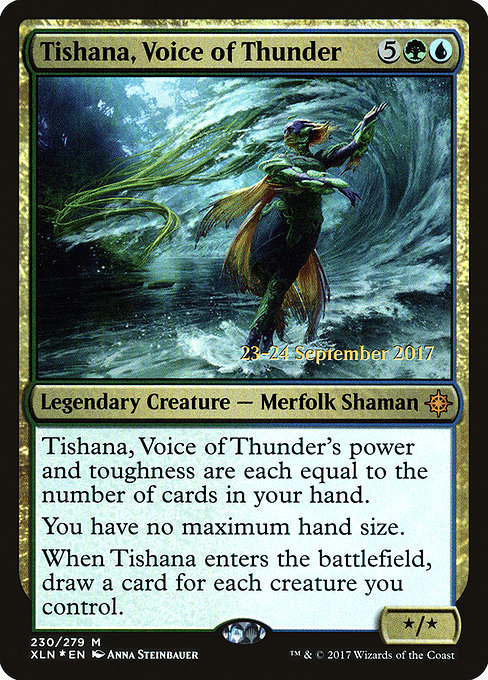 Tishana, Voice of Thunder 5
23–24 September 2017
Legendary Creature — Merfolk Shaman
Tishana, Voice of Thunder's power
and toughness are each equal to the
number of cards in your hand.
You have no maximum hand size.
When Tishana enters the battlefield,
draw a card for each creature you
control.
*/*
230/279 M
XLN ★ EN Anna Steinbauer
™ & © 2017 Wizards of the Coast